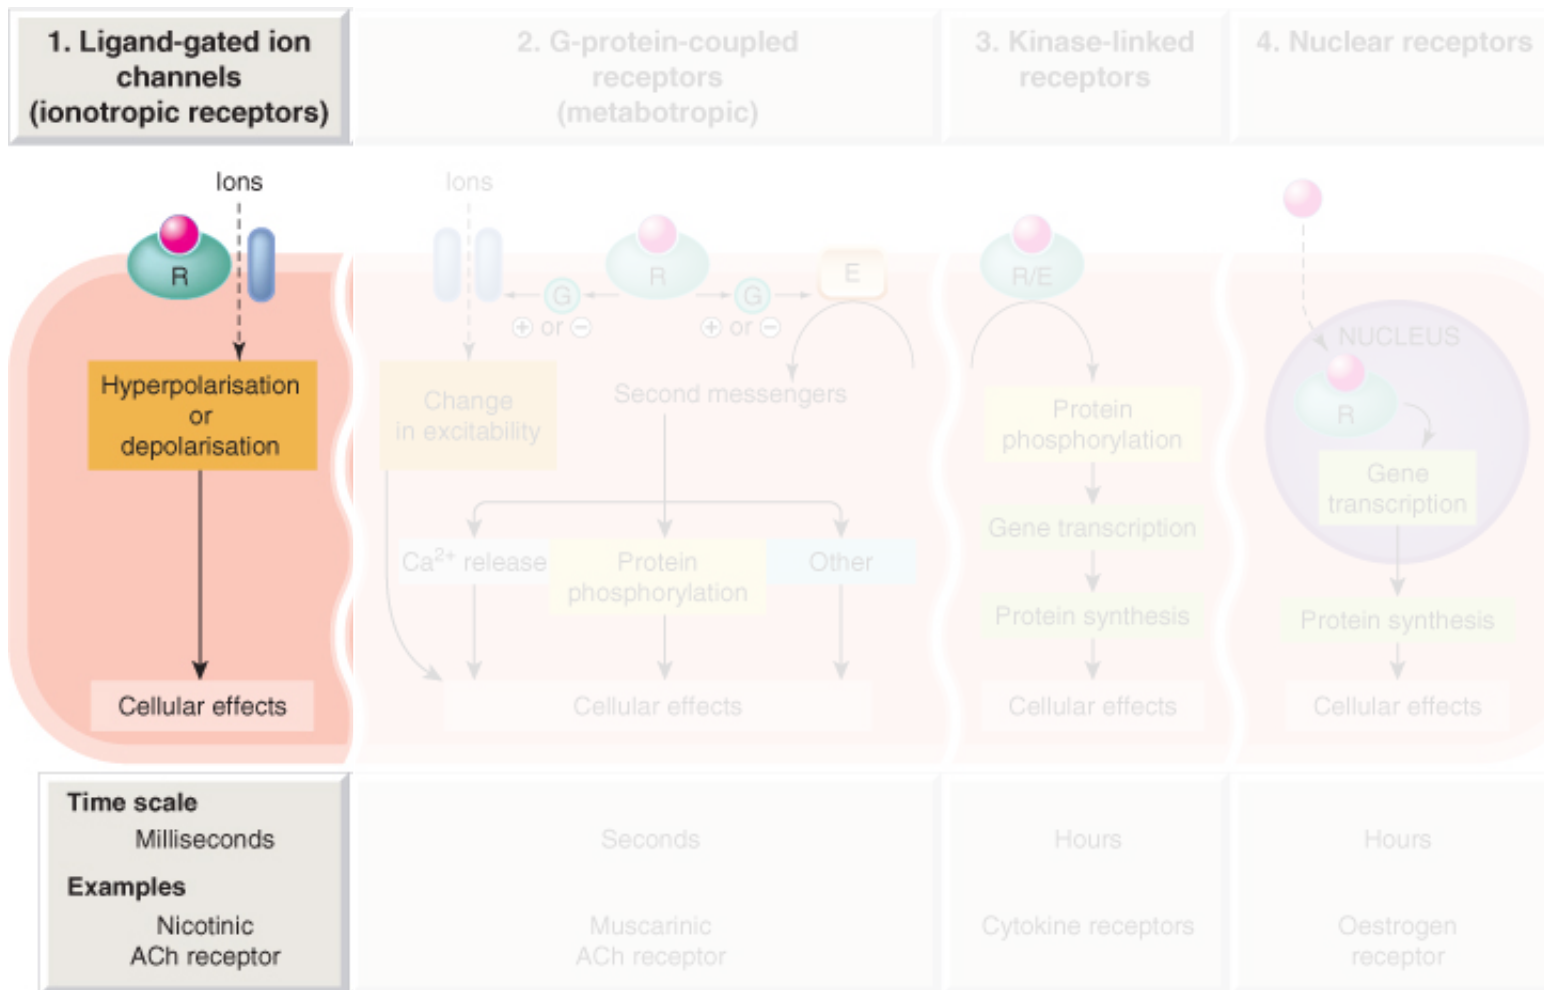 1. Ligand-gated ion
channels
(ionotropic receptors)
2. G-protein-coupled
receptors
(metabotropic)
3. Kinase-linked
receptors
4. Nuclear receptors
Ions
R
Hyperpolarisation
or
depolarisation
Cellular effects
Ions
R
E
G
G
+ or −
+ or −
Change
in excitability
Second messengers
Ca²⁺ release
Protein
phosphorylation
Other
Cellular effects
R/E
Protein
phosphorylation
Gene transcription
Protein synthesis
Cellular effects
NUCLEUS
R
Gene
transcription
Protein synthesis
Cellular effects
Time scale
Milliseconds
Seconds
Hours
Hours
Examples
Nicotinic
ACh receptor
Muscarinic
ACh receptor
Cytokine receptors
Oestrogen
receptor